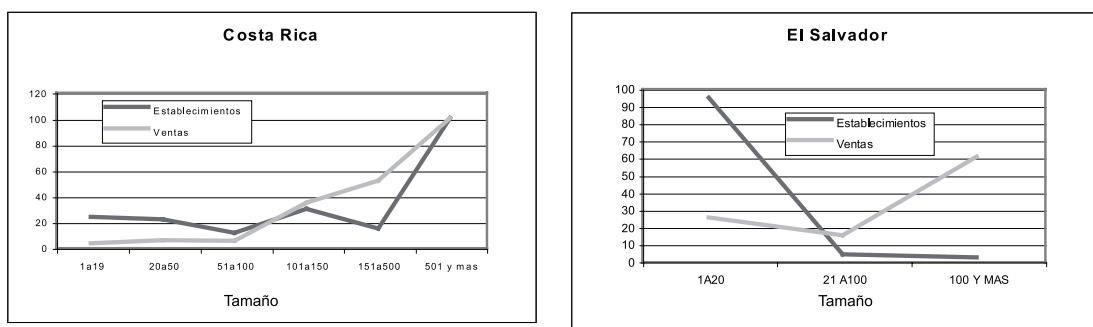 Costa Rica
120
100
80
60
40
20
0
Establecimientos
Ventas
1a19 20a50 51a100 101a150 151a500 501 y mas
Tamaño
El Salvador
100
90
80
70
60
50
40
30
20
10
0
Establecimientos
Ventas
1A20 21 A100 100 Y MAS
Tamaño